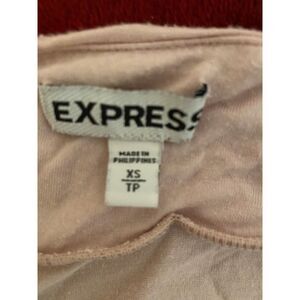 EXPRESS
MADE IN
PHILIPPINES
XS
TP